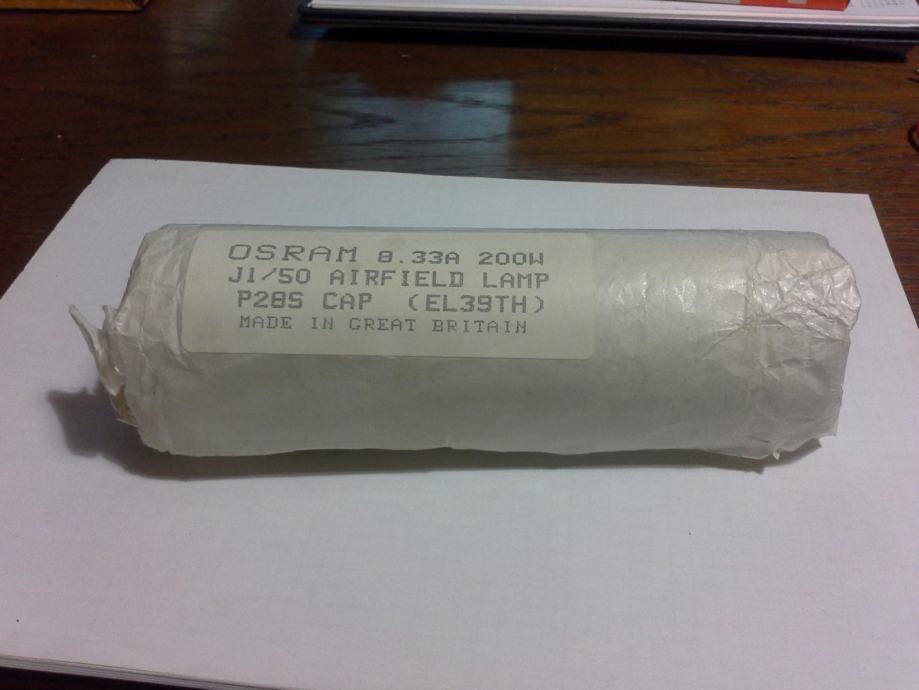 OSRAM 8.33A 200W
J1/50 AIRFIELD LAMP
P28S CAP (EL39TH)
MADE IN GREAT BRITAIN